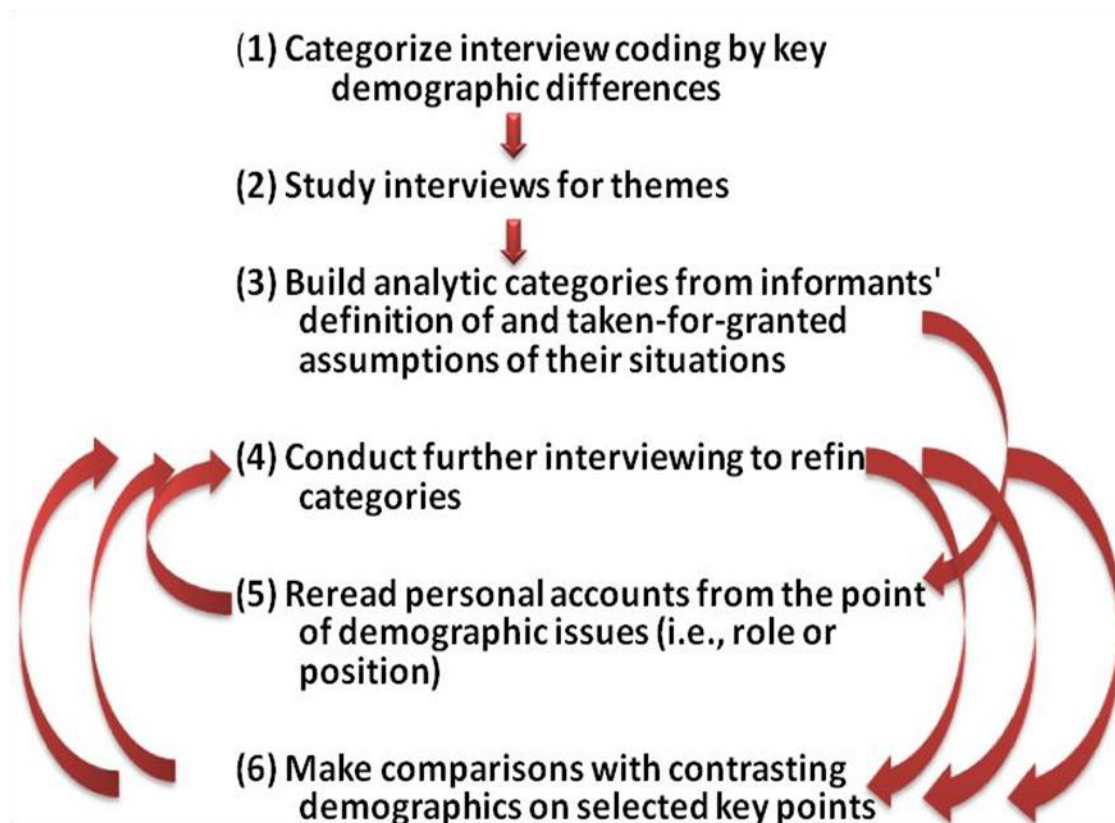 (1) Categorize interview coding by key
demographic differences
(2) Study interviews for themes
(3) Build analytic categories from informants'
definition of and taken-for-granted
assumptions of their situations
(4) Conduct further interviewing to refin
categories
(5) Reread personal accounts from the point
of demographic issues (i.e., role or
position)
(6) Make comparisons with contrasting
demographics on selected key points